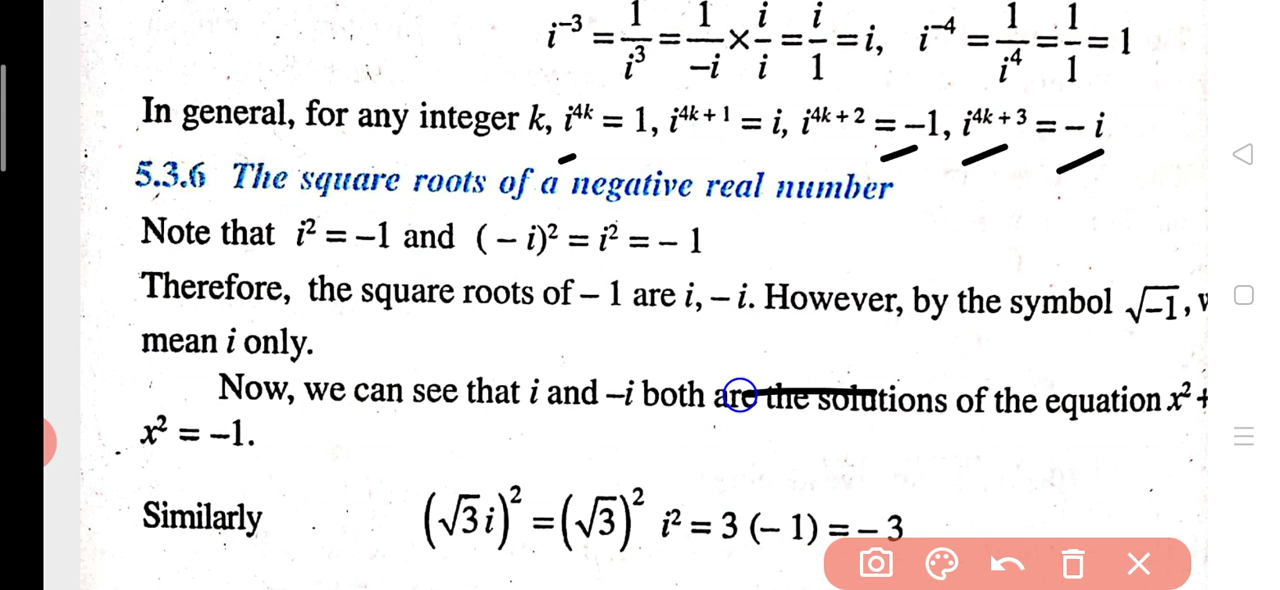 i⁻³ = 1/i³ = 1/−i × i/i = i/1 = i, i⁻⁴ = 1/i⁴ = 1/1 = 1
In general, for any integer k, i⁴ᵏ = 1, i⁴ᵏ⁺¹ = i, i⁴ᵏ⁺² = −1, i⁴ᵏ⁺³ = − i
5.3.6 The square roots of a negative real number
Note that i² = −1 and ( − i)² = i² = − 1
Therefore, the square roots of – 1 are i, – i. However, by the symbol √−1,
mean i only.
Now, we can see that i and –i both are the solutions of the equation x² +
x² = −1.
Similarly (√3 i)² = (√3)² i² = 3 (− 1) = − 3